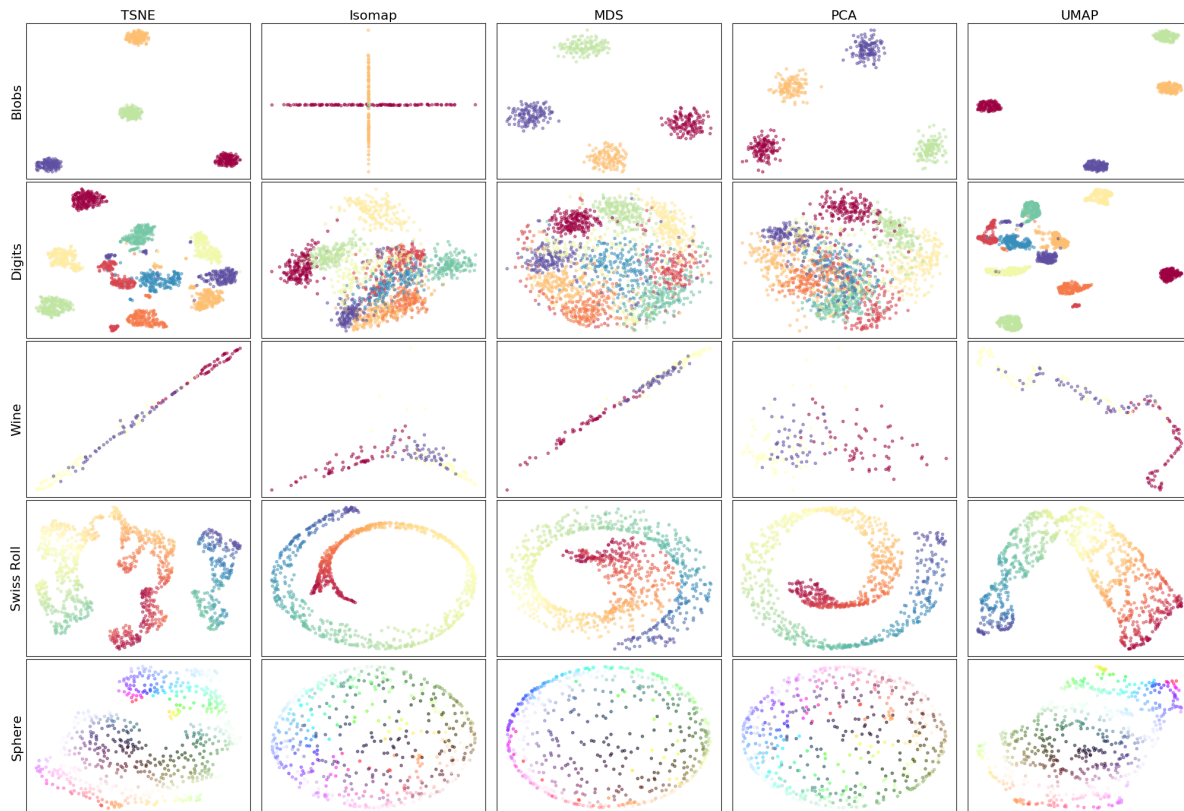 TSNE Isomap MDS PCA UMAP
Blobs
Digits
Wine
Swiss Roll
Sphere